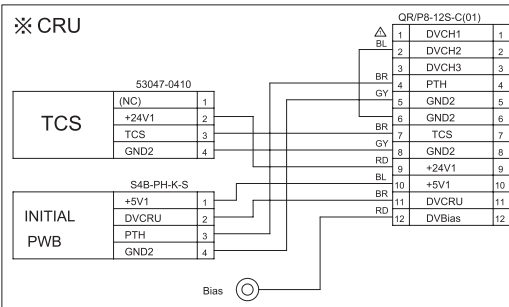 ※ CRU
QR/P8-12S-C(01)
! 1 DVCH1 1
BL 2 DVCH2 2
3 DVCH3 3
BR 4 PTH 4
GY 5 GND2 5
6 GND2 6
BR 7 TCS 7
GY 8 GND2 8
RD 9 +24V1 9
BL 10 +5V1 10
BR 11 DVCRU 11
RD 12 DVBias 12
53047-0410
TCS
(NC) 1
+24V1 2
TCS 3
GND2 4
S4B-PH-K-S
INITIAL
PWB
+5V1 1
DVCRU 2
PTH 3
GND2 4
Bias